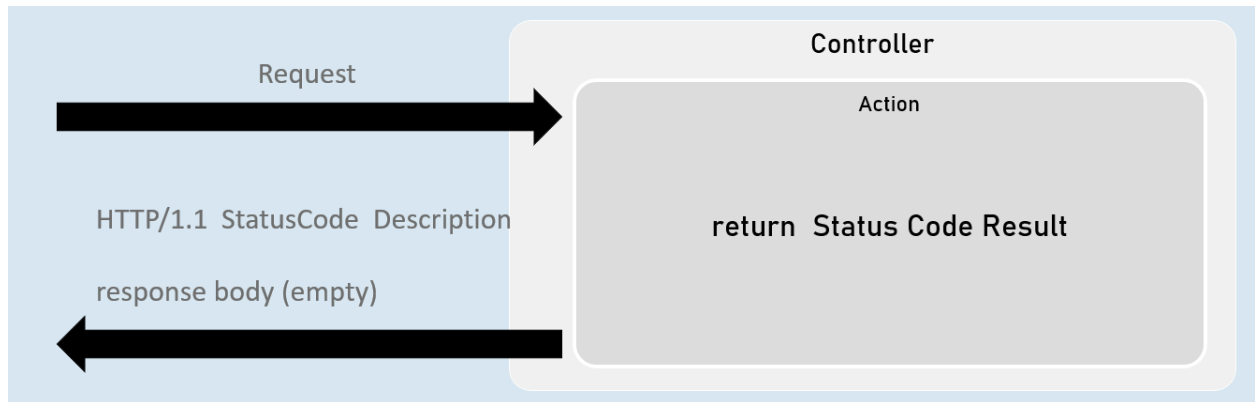 Controller
Request
Action
HTTP/1.1 StatusCode Description
return Status Code Result
response body (empty)